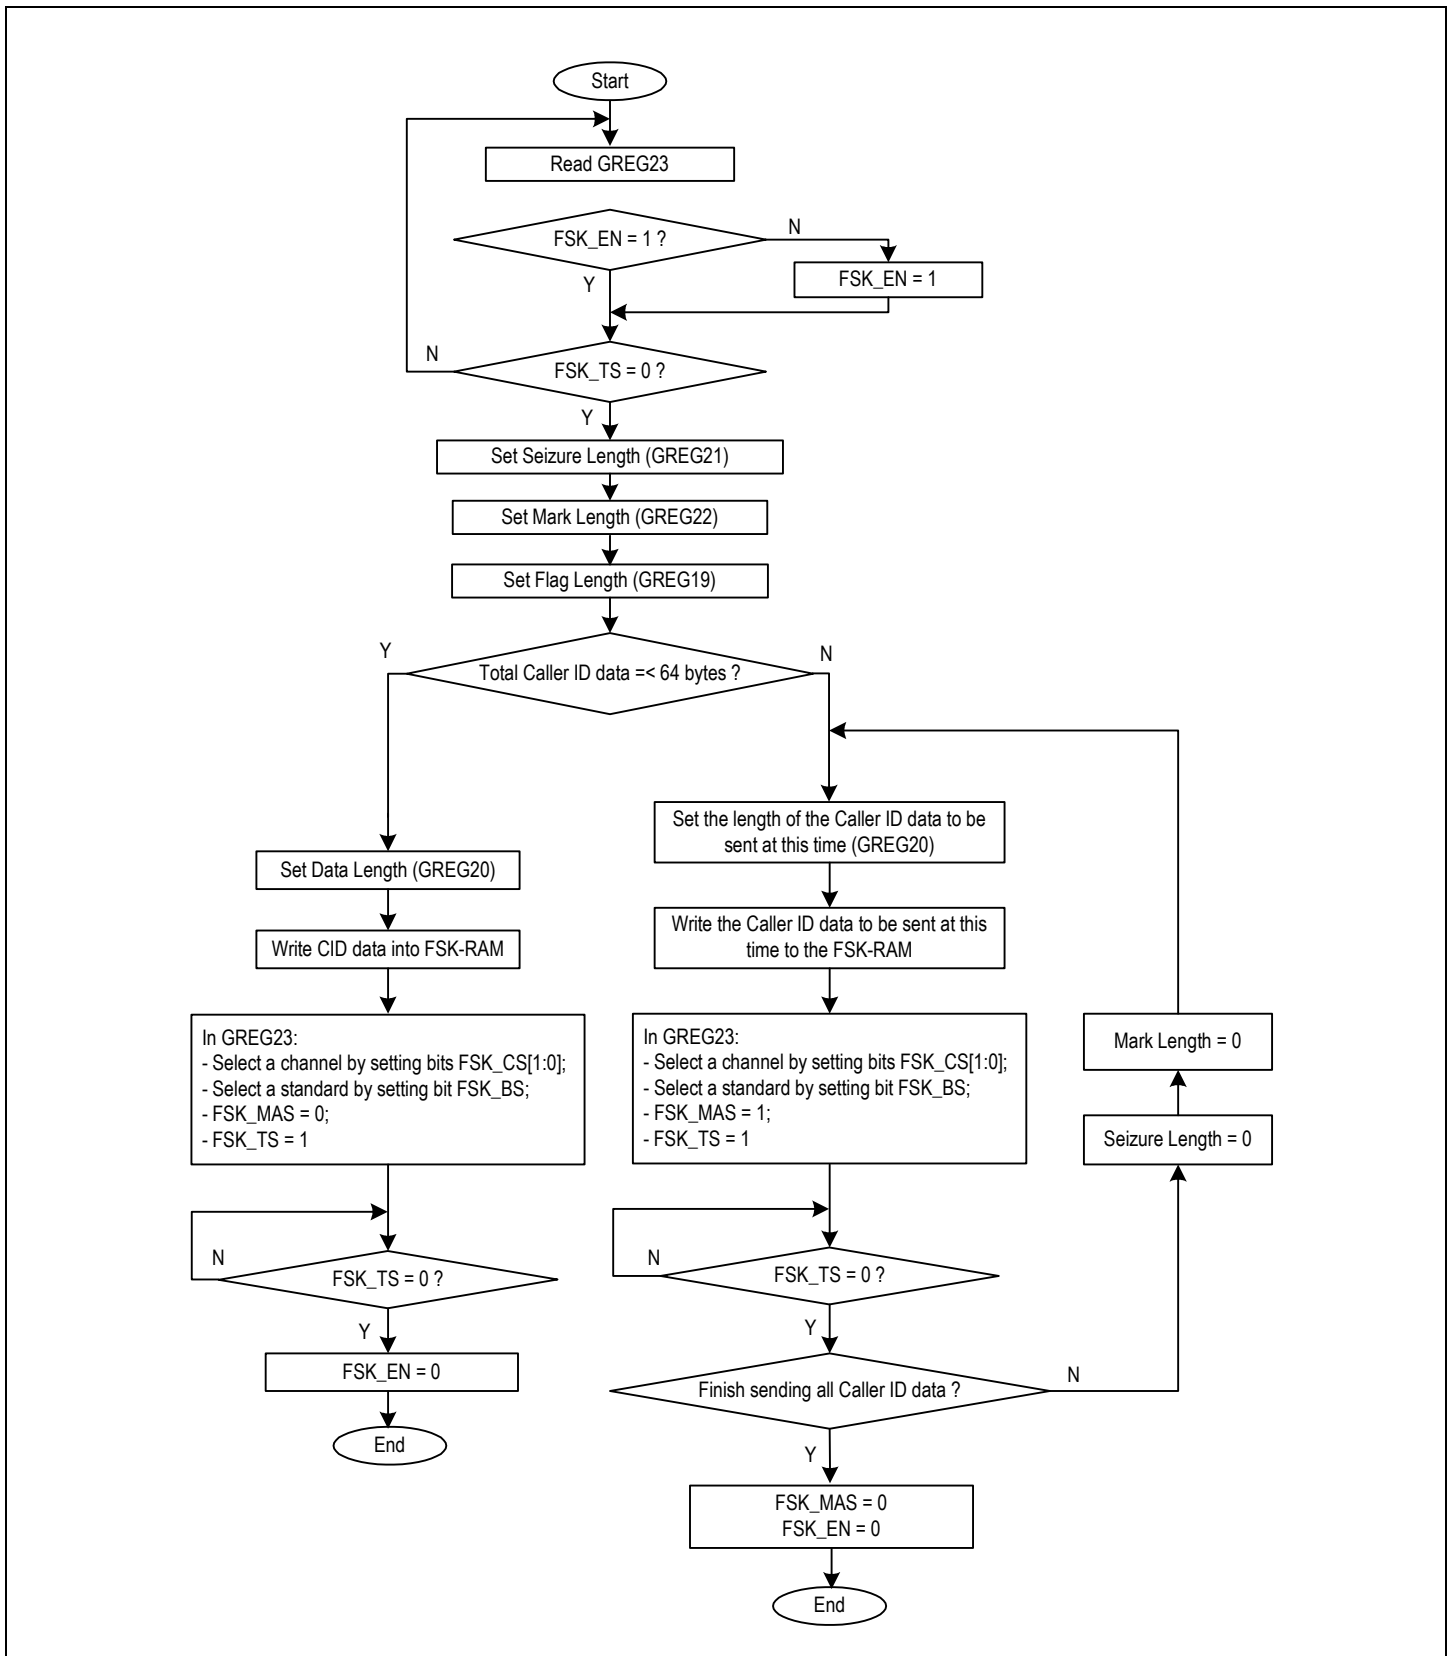 Start
Read GREG23
FSK_EN = 1 ?
N
FSK_EN = 1
Y
N
FSK_TS = 0 ?
Y
Set Seizure Length (GREG21)
Set Mark Length (GREG22)
Set Flag Length (GREG19)
Y
Total Caller ID data =< 64 bytes ?
N
Set Data Length (GREG20)
Write CID data into FSK-RAM
In GREG23:
- Select a channel by setting bits FSK_CS[1:0];
- Select a standard by setting bit FSK_BS;
- FSK_MAS = 0;
- FSK_TS = 1
N
FSK_TS = 0 ?
Y
FSK_EN = 0
End
Set the length of the Caller ID data to be
sent at this time (GREG20)
Write the Caller ID data to be sent at this
time to the FSK-RAM
In GREG23:
- Select a channel by setting bits FSK_CS[1:0];
- Select a standard by setting bit FSK_BS;
- FSK_MAS = 1;
- FSK_TS = 1
N
FSK_TS = 0 ?
Y
Finish sending all Caller ID data ?
N
Mark Length = 0
Seizure Length = 0
Y
FSK_MAS = 0
FSK_EN = 0
End